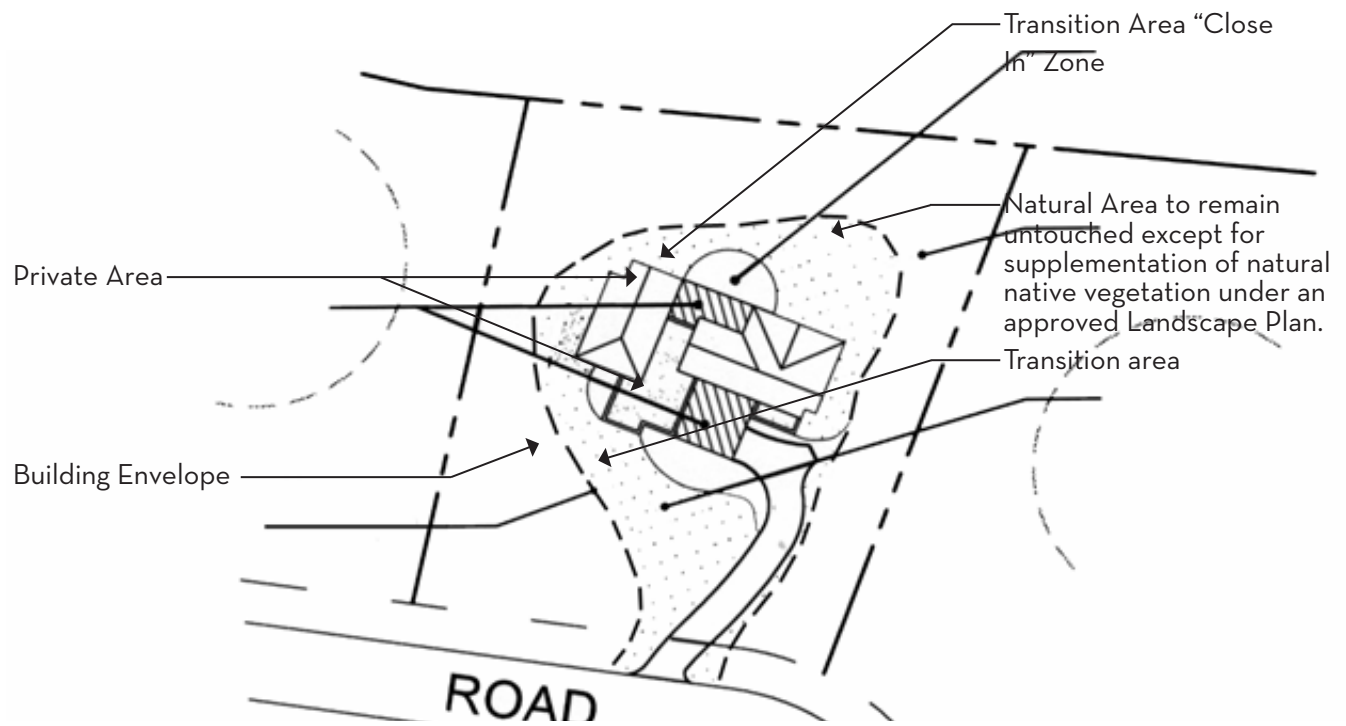 Transition Area “Close
In” Zone
Natural Area to remain
untouched except for
supplementation of natural
native vegetation under an
approved Landscape Plan.
Private Area
Transition area
Building Envelope
ROAD